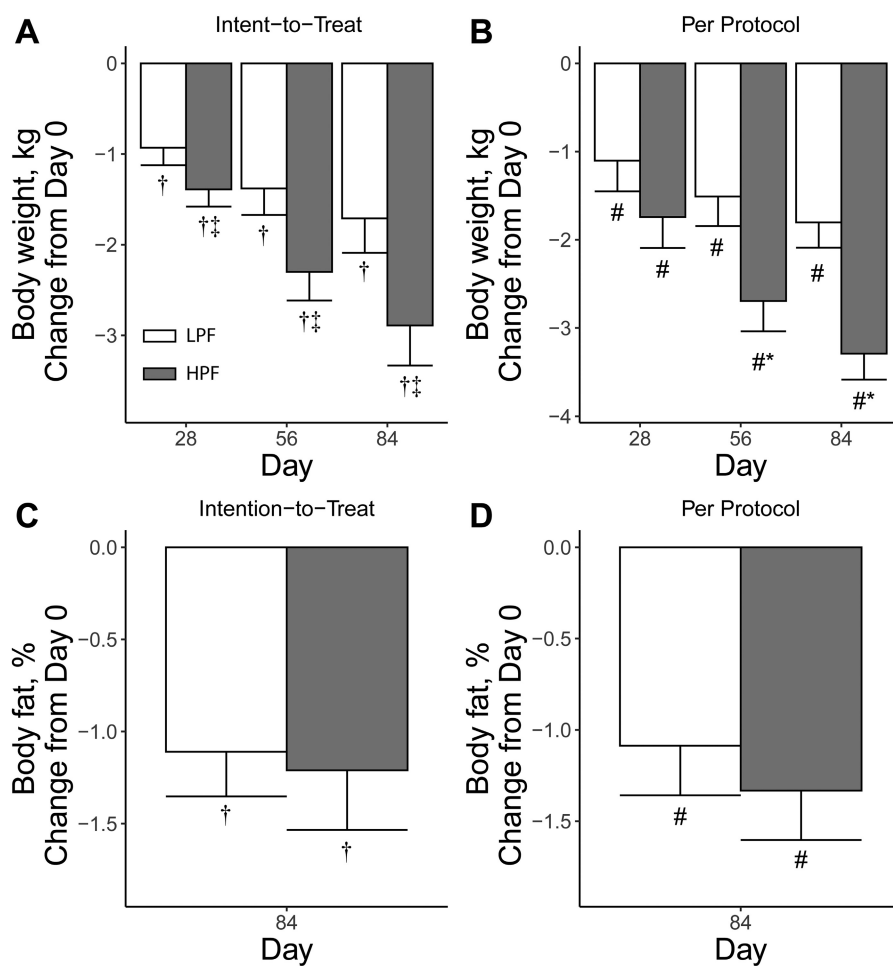 A
Intent−to−Treat
Body weight, kg
Change from Day 0
0
−1
−2
−3
†
†‡
†
†‡
†
†‡
LPF
HPF
28
56
84
Day
B
Per Protocol
Body weight, kg
Change from Day 0
0
−1
−2
−3
−4
#
#
#
#*
#
#*
28
56
84
Day
C
Intention−to−Treat
Body fat, %
Change from Day 0
0.0
−0.5
−1.0
−1.5
†
†
84
Day
D
Per Protocol
Body fat, %
Change from Day 0
0.0
−0.5
−1.0
−1.5
#
#
84
Day